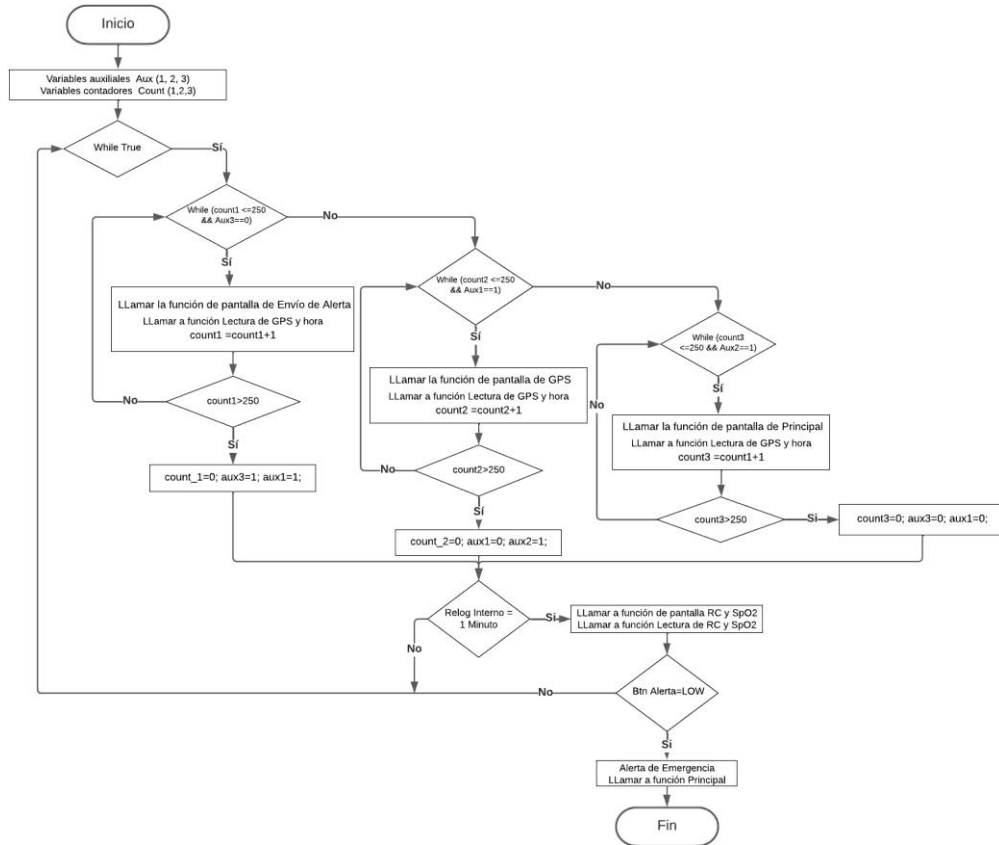 Inicio
Variables auxiliales Aux (1, 2, 3)
Variables contadores Count (1,2,3)
While True
Sí
While (count1 <=250
&& Aux3==0)
No
Sí
LLamar la función de pantalla de Envío de Alerta
LLamar a función Lectura de GPS y hora
count1 =count1+1
count1>250
No
Sí
count_1=0; aux3=1; aux1=1;
While (count2 <=250
&& Aux1==1)
No
Sí
LLamar la función de pantalla de GPS
LLamar a función Lectura de GPS y hora
count2 =count2+1
count2>250
No
Sí
count_2=0; aux1=0; aux2=1;
While (count3
<=250 && Aux2==1)
Sí
No
LLamar la función de pantalla de Principal
LLamar a función Lectura de GPS y hora
count3 =count1+1
count3>250
Si
count3=0; aux3=0; aux1=0;
Relog Interno =
1 Minuto
Si
No
LLamar a función de pantalla RC y SpO2
LLamar a función Lectura de RC y SpO2
Btn Alerta=LOW
No
Si
Alerta de Emergencia
LLamar a función Principal
Fin